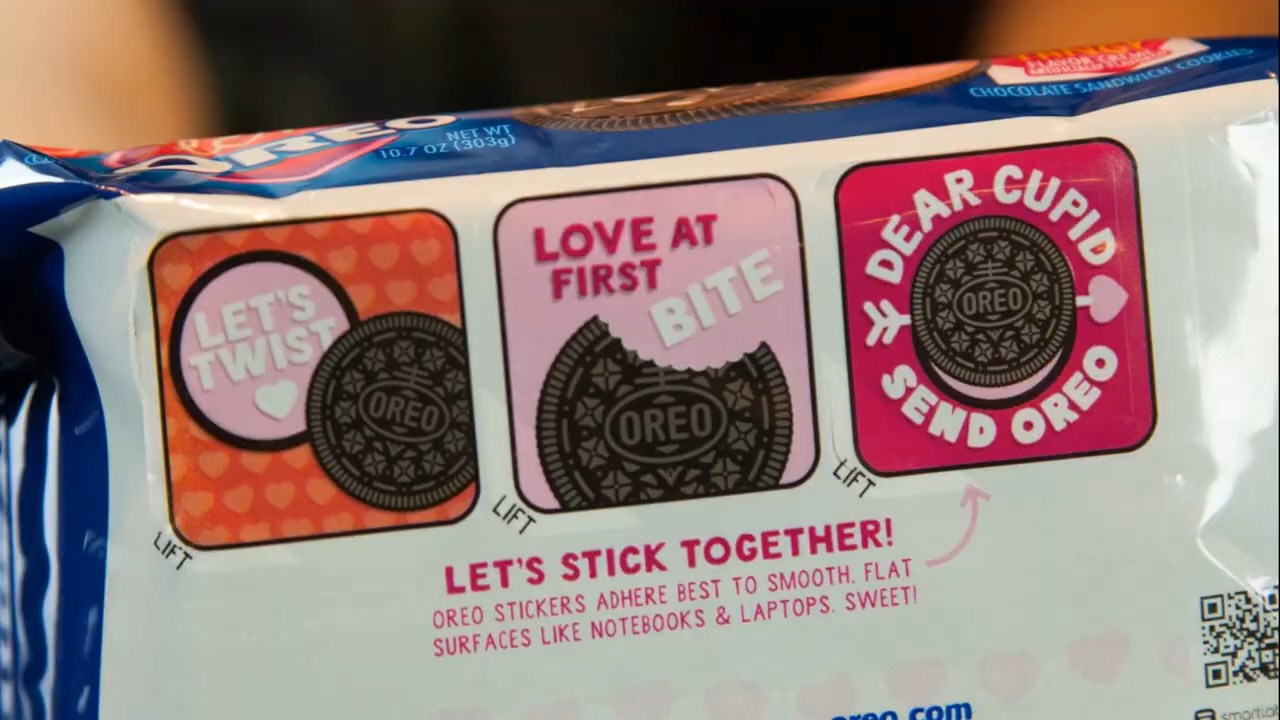 OREO
NET WT
10.7 OZ (303g)
FLAVOR CREME
CHOCOLATE SANDWICH COOKIES
LET'S
TWIST
OREO
LIFT
LOVE AT
FIRST
BITE
OREO
LIFT
DEAR CUPID
OREO
SEND OREO
LIFT
LET'S STICK TOGETHER!
OREO STICKERS ADHERE BEST TO SMOOTH, FLAT
SURFACES LIKE NOTEBOOKS & LAPTOPS. SWEET!
oreo.com